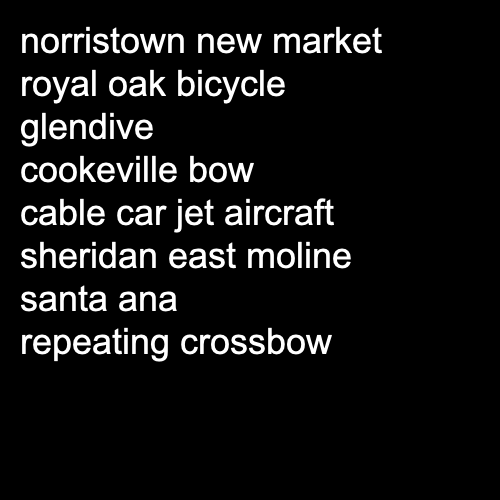 norristown new market
royal oak bicycle
glendive
cookeville bow
cable car jet aircraft
sheridan east moline
santa ana
repeating crossbow